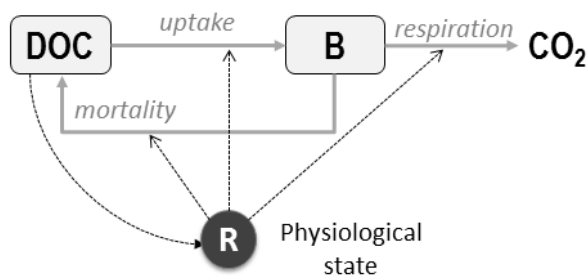 uptake
respiration
DOC
B
CO₂
mortality
R
Physiological
state